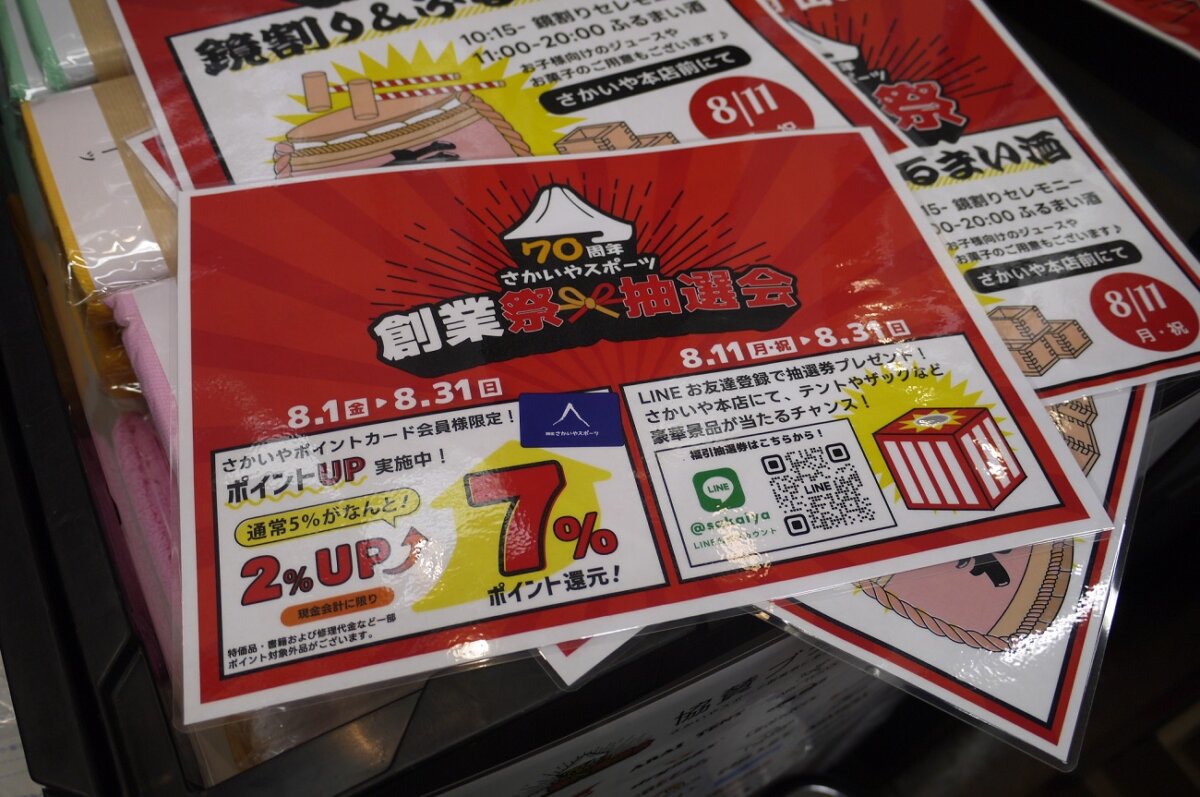 鏡割り&ふ
10:15- 鏡割りセレモニー
11:00-20:00 ふるまい酒
お子様向けのジュースや
お菓子のご用意もございます♪
さかいや本店前にて
8/11
祭
るまい酒
15- 鏡割りセレモニー
00-20:00 ふるまい酒
お子様向けのジュースや
お菓子のご用意もございます♪
さかいや本店前にて
8/11
月・祝
70周年
さかいやスポーツ
創業祭 抽選会
8.1金▶8.31日
さかいやポイントカード会員様限定!
ポイントUP 実施中!
さかいやスポーツ
通常5%がなんと!
2%UP
現金会計に限り
7%
ポイント還元!
特価品・書籍および修理代金など一部
ポイント対象外品がございます。
8.11月・祝▶8.31日
LINEお友達登録で抽選券プレゼント!
さかいや本店にて、テントやザックなど
豪華景品が当たるチャンス!
福引抽選券はこちらから!
LINE
@sakaiya
LINE
協賛